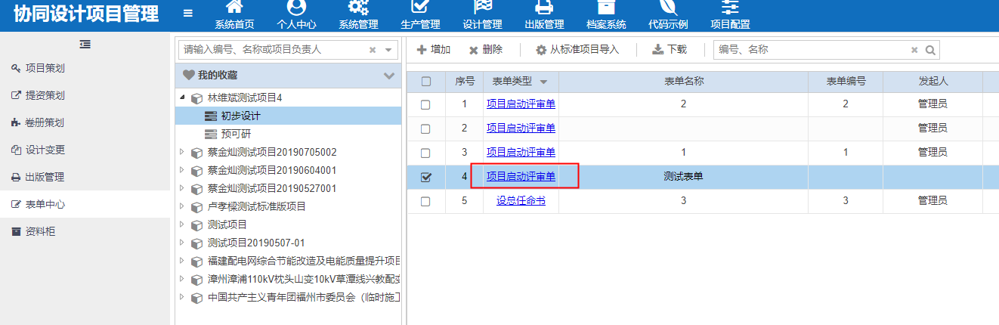 协同设计项目管理
系统首页 个人中心 系统管理 生产管理 设计管理 出版管理 档案系统 代码示例 项目配置
项目策划
提资策划
卷册策划
设计变更
出版管理
表单中心
资料柜
请输入编号、名称或项目负责人
我的收藏
林维斌测试项目4
初步设计
预可研
蔡金灿测试项目20190705002
蔡金灿测试项目20190604001
蔡金灿测试项目20190527001
卢孝樑测试标准版项目
测试项目
测试项目20190507-01
福建配电网综合节能改造及电能质量提升项目
漳州漳浦110kV枕头山变10kV草潭线兴教配变
中国共产主义青年团福州市委员会（临时施工
增加 删除 从标准项目导入 下载 编号、名称
序号 表单类型 表单名称 表单编号 发起人
1 项目启动评审单 2 2 管理员
2 项目启动评审单 管理员
3 项目启动评审单 1 1 管理员
4 项目启动评审单 测试表单
5 设总任命书 3 3 管理员